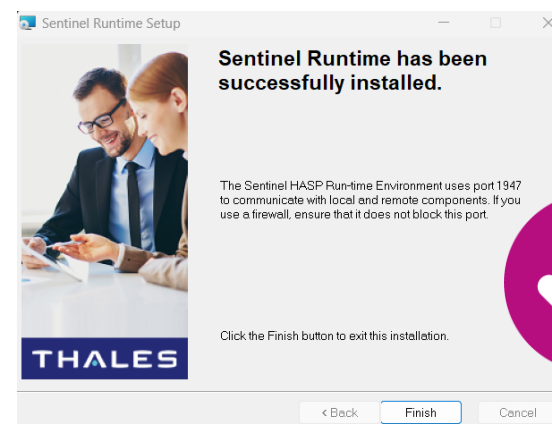 Sentinel Runtime Setup
Sentinel Runtime has been
successfully installed.
The Sentinel HASP Run-time Environment uses port 1947
to communicate with local and remote components. If you
use a firewall, ensure that it does not block this port.
Click the Finish button to exit this installation.
THALES
< Back Finish Cancel